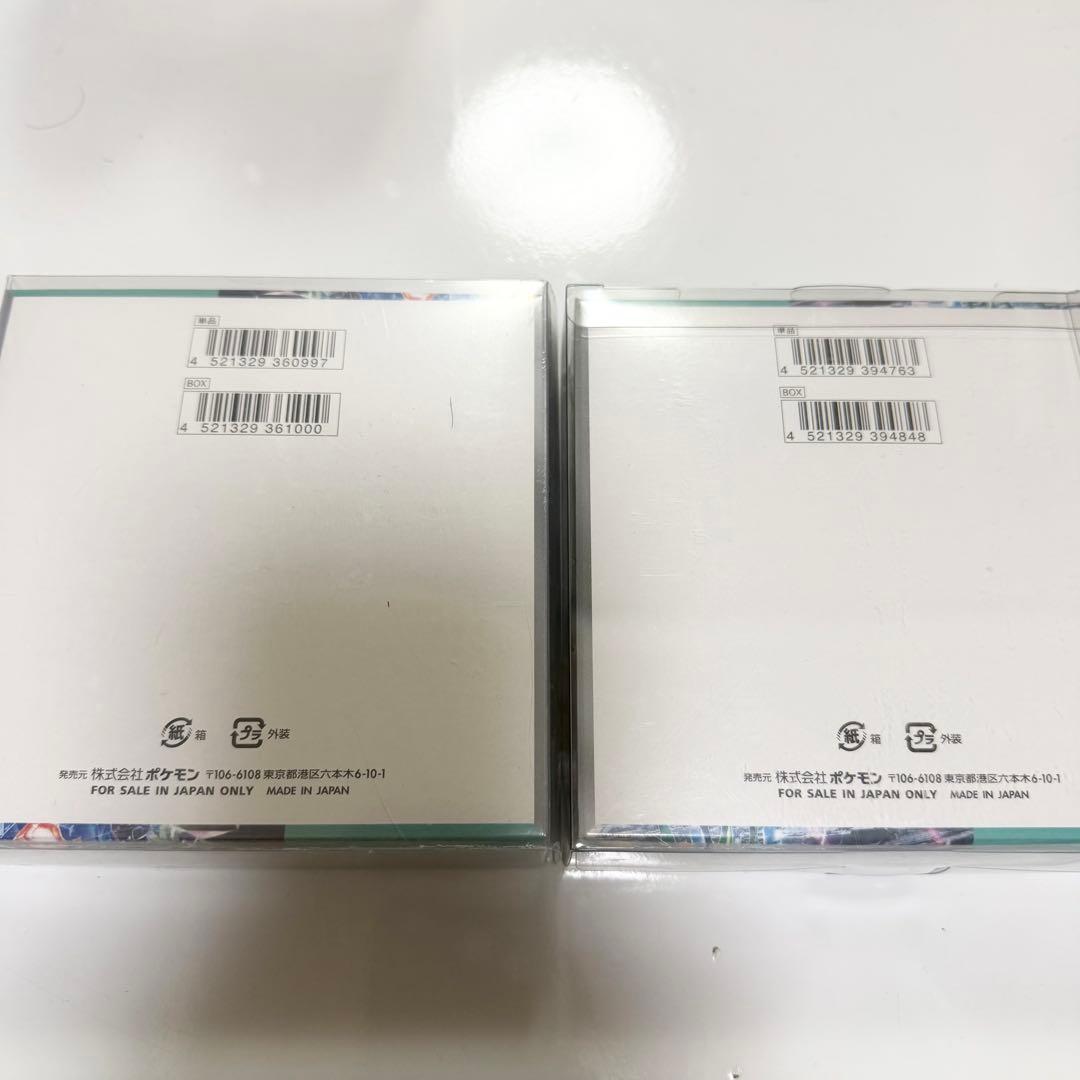 単品
4 521329 360997
BOX
4 521329 361000
紙 箱 プラ 外装
発売元 株式会社ポケモン 〒106-6108 東京都港区六本木6-10-1
FOR SALE IN JAPAN ONLY MADE IN JAPAN
単品
4 521329 394763
BOX
4 521329 394848
紙 箱 プラ 外装
発売元 株式会社ポケモン 〒106-6108 東京都港区六本木6-10-1
FOR SALE IN JAPAN ONLY MADE IN JAPAN